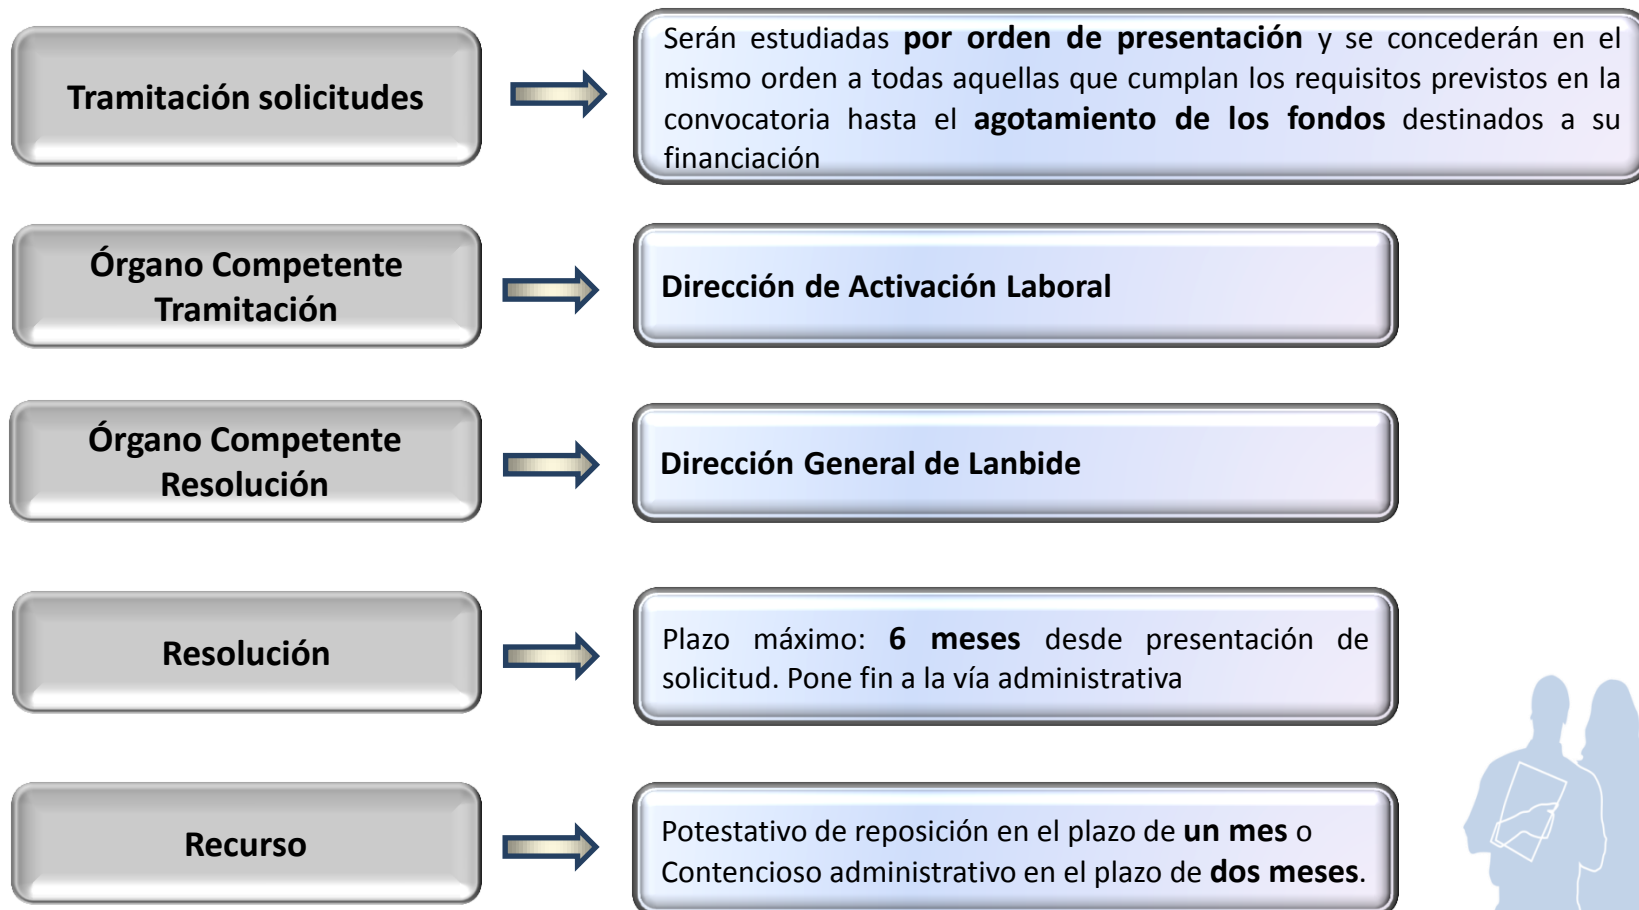 Tramitación solicitudes
Serán estudiadas por orden de presentación y se concederán en el
mismo orden a todas aquellas que cumplan los requisitos previstos en la
convocatoria hasta el agotamiento de los fondos destinados a su
financiación
Órgano Competente
Tramitación
Dirección de Activación Laboral
Órgano Competente
Resolución
Dirección General de Lanbide
Resolución
Plazo máximo: 6 meses desde presentación de
solicitud. Pone fin a la vía administrativa
Recurso
Potestativo de reposición en el plazo de un mes o
Contencioso administrativo en el plazo de dos meses.